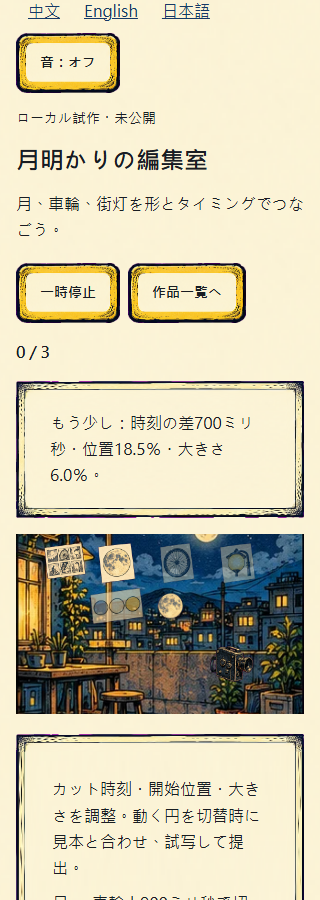 中文 English 日本語
音：オフ
ローカル試作・未公開
月明かりの編集室
月、車輪、街灯を形とタイミングでつな
ごう。
一時停止 作品一覧へ
0 / 3
もう少し：時刻の差700ミリ
秒・位置18.5%・大きさ
6.0%。
カット時刻・開始位置・大き
さを調整。動く円を切替時に
見本と合わせ、試写して提
出。